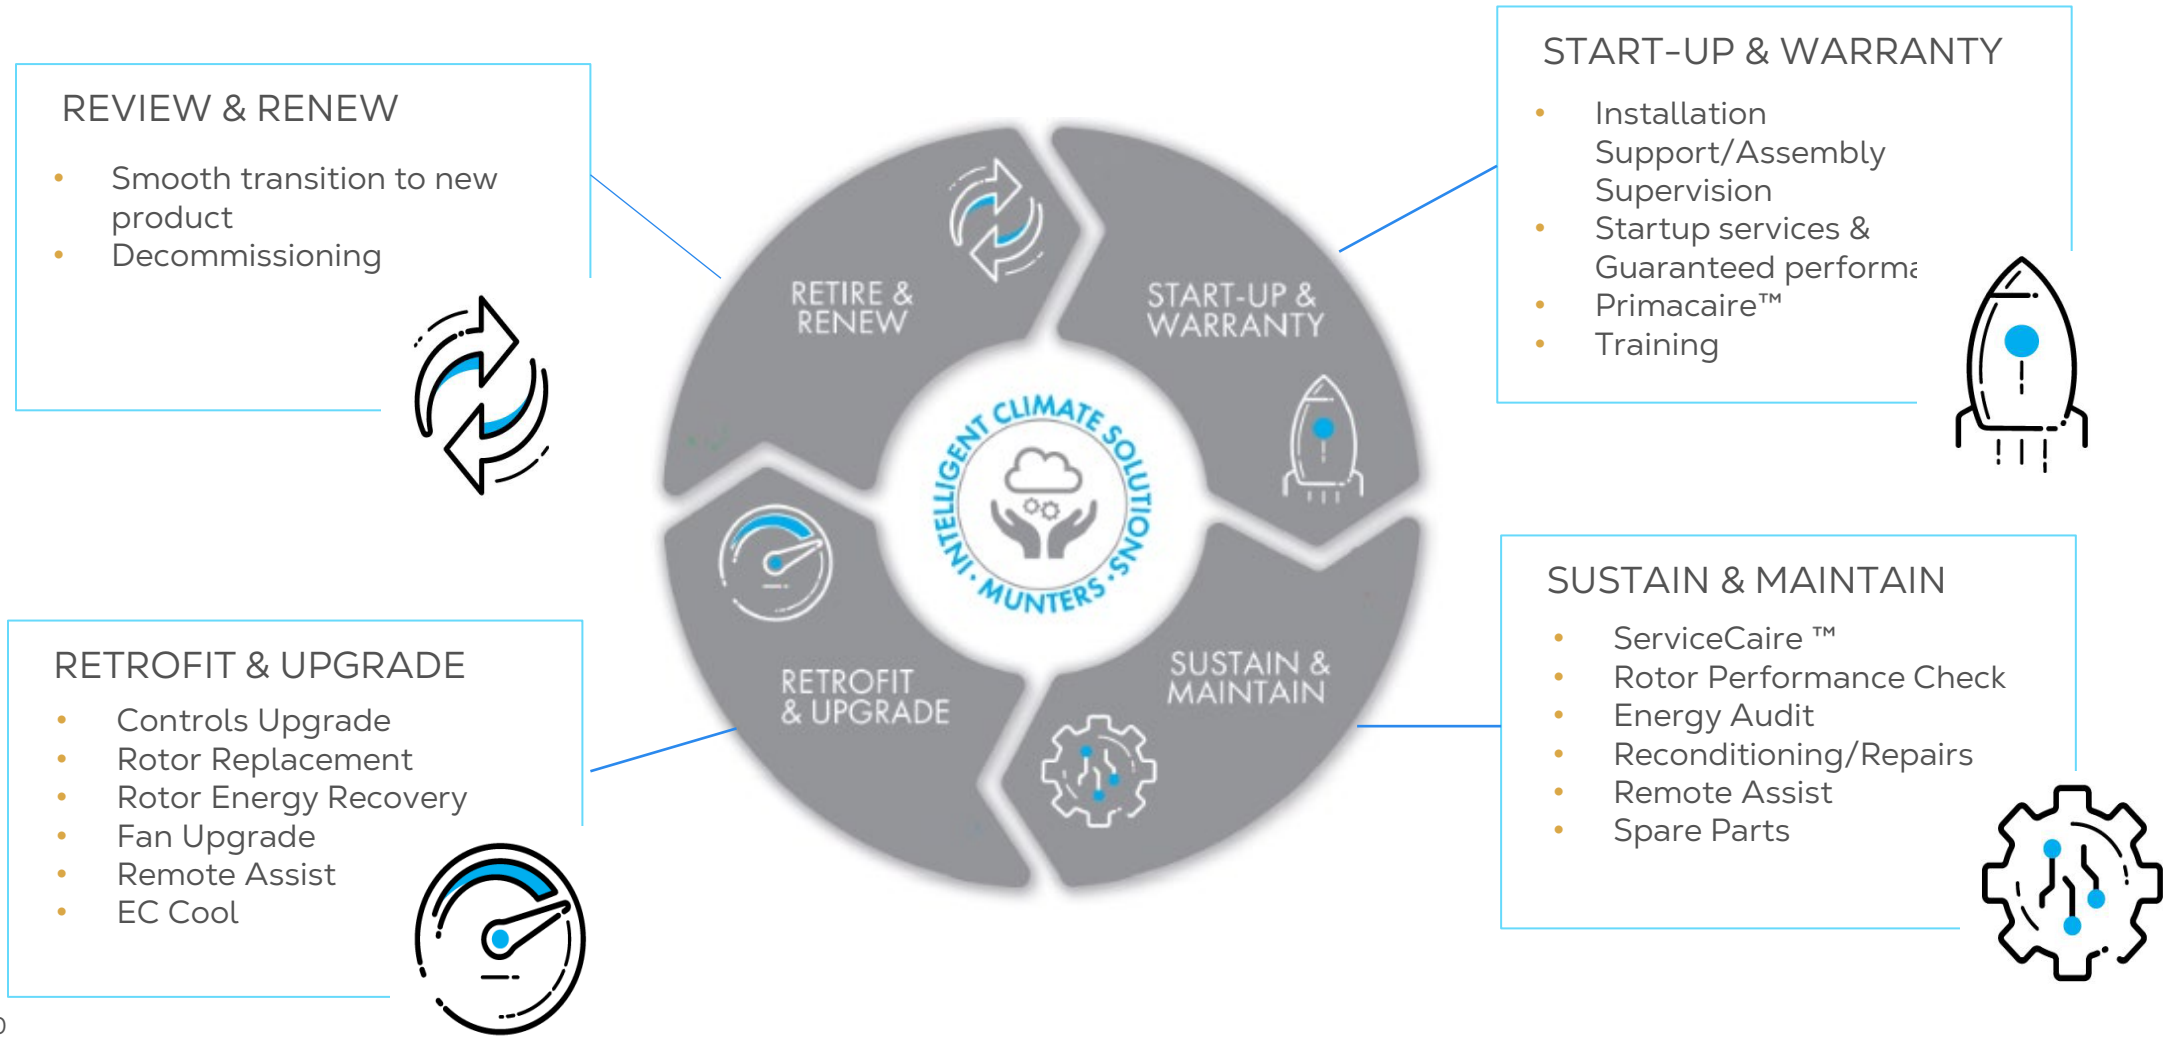 REVIEW & RENEW
• Smooth transition to new
product
• Decommissioning
START-UP & WARRANTY
• Installation
Support/Assembly
Supervision
• Startup services &
Guaranteed performa
• Primacaire™
• Training
RETIRE &
RENEW
START-UP &
WARRANTY
INTELLIGENT CLIMATE SOLUTIONS · MUNTERS ·
RETROFIT
& UPGRADE
SUSTAIN &
MAINTAIN
RETROFIT & UPGRADE
• Controls Upgrade
• Rotor Replacement
• Rotor Energy Recovery
• Fan Upgrade
• Remote Assist
• EC Cool
SUSTAIN & MAINTAIN
• ServiceCaire ™
• Rotor Performance Check
• Energy Audit
• Reconditioning/Repairs
• Remote Assist
• Spare Parts